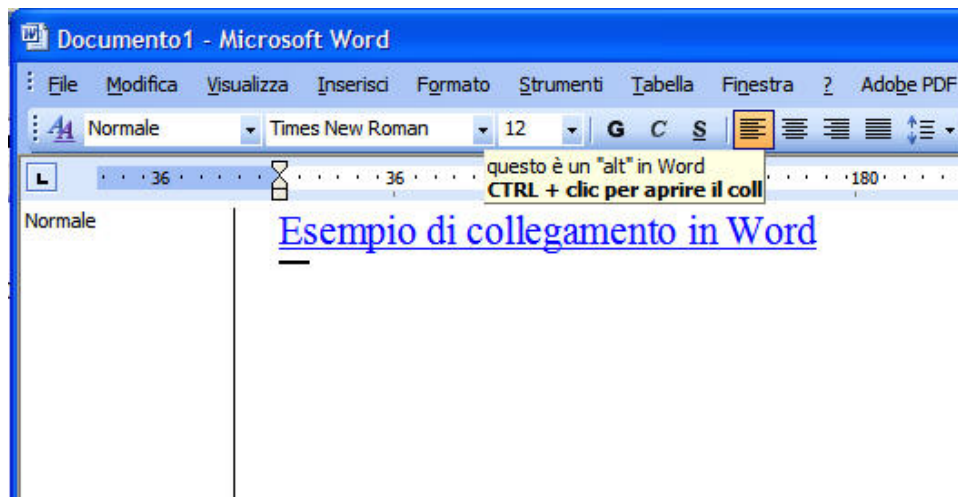 Documento1 - Microsoft Word
File Modifica Visualizza Inserisci Formato Strumenti Tabella Finestra ? Adobe PDF
Normale Times New Roman 12 G C S
questo è un "alt" in Word
CTRL + clic per aprire il coll
36 36 180
Normale
Esempio di collegamento in Word